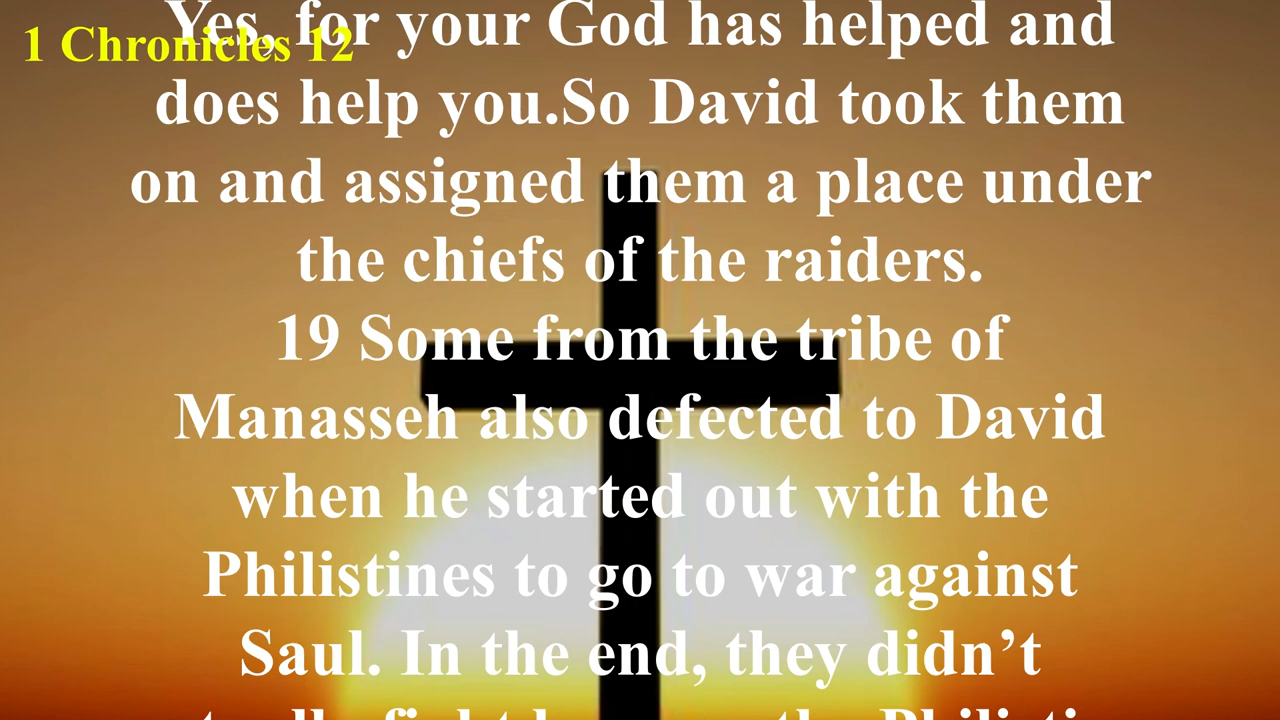 1 Chronicles 12
Yes, for your God has helped and
does help you.So David took them
on and assigned them a place under
the chiefs of the raiders.
19 Some from the tribe of
Manasseh also defected to David
when he started out with the
Philistines to go to war against
Saul. In the end, they didn’t